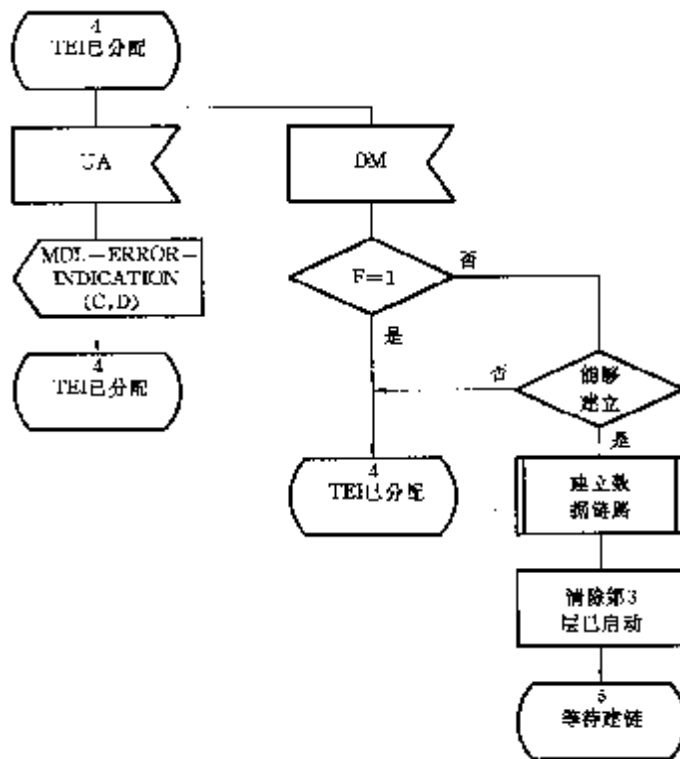 4
TEI已分配
UA
DM
MDL-ERROR-
INDICATION
(C,D)
F=1
否
是
4
TEI已分配
否
能够
建立
是
4
TEI已分配
建立数
据链路
清除第3
层已启动
5
等待建链